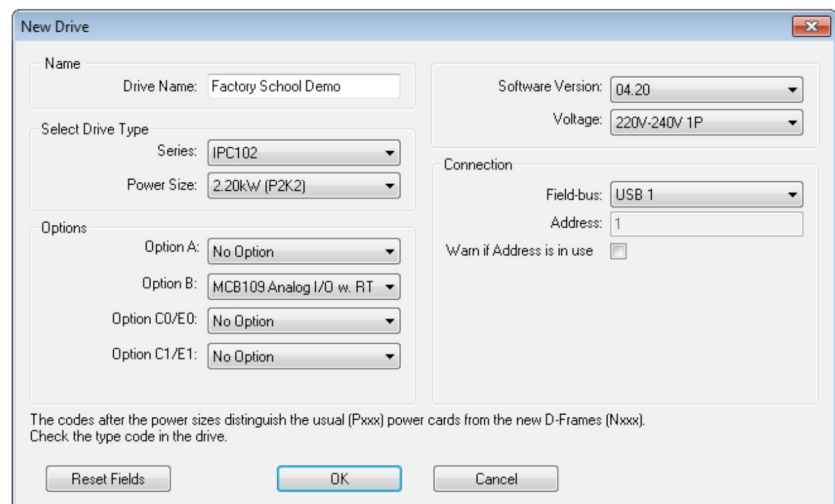 New Drive
Name
Drive Name: Factory School Demo
Select Drive Type
Series: IPC102
Power Size: 2.20kW (P2K2)
Options
Option A: No Option
Option B: MCB109 Analog I/O w. RT
Option C0/E0: No Option
Option C1/E1: No Option
Software Version: 04.20
Voltage: 220V-240V 1P
Connection
Field-bus: USB 1
Address: 1
Warn if Address is in use
The codes after the power sizes distinguish the usual (Pxxx) power cards from the new D-Frames (Nxxx).
Check the type code in the drive.
Reset Fields
OK
Cancel